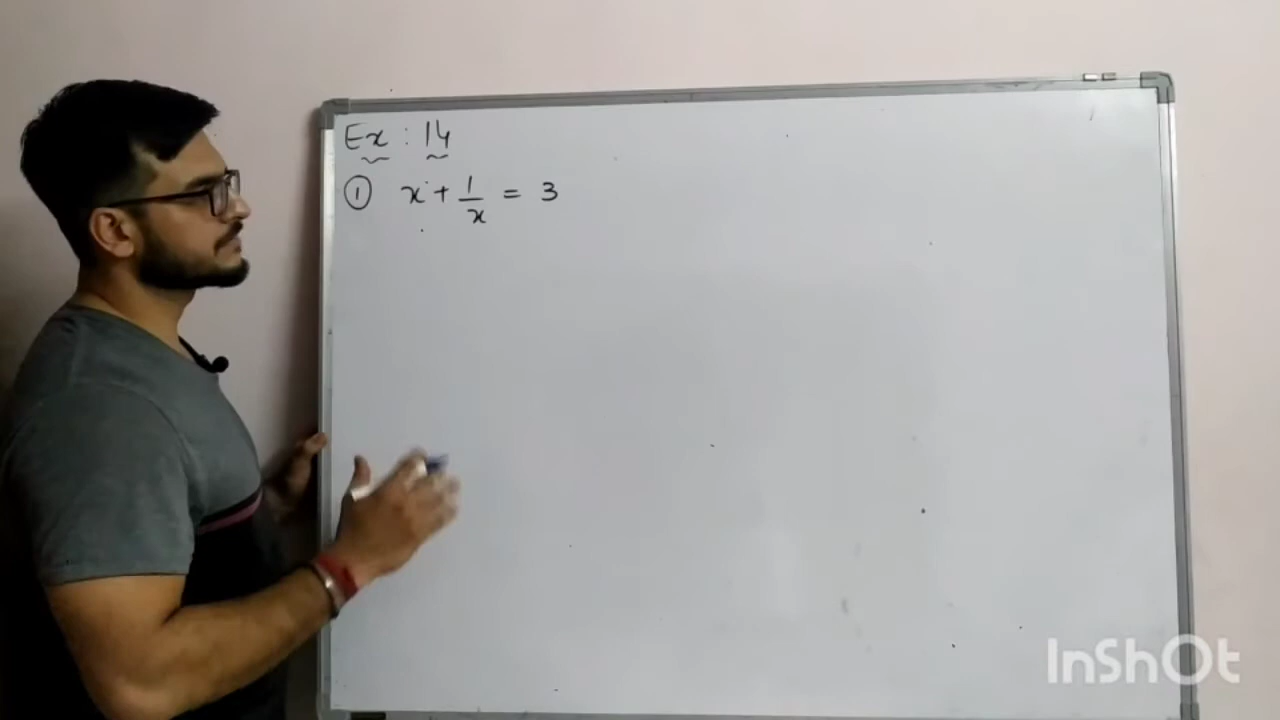 Ex : 14
① x + 1/x = 3
InShOt